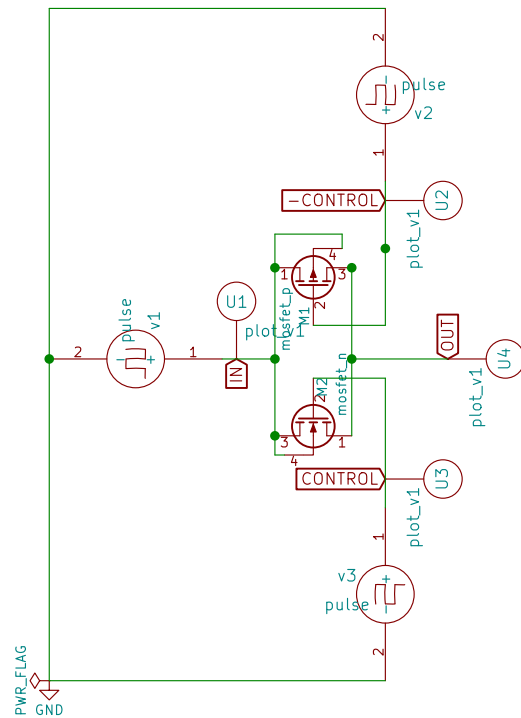 2
pulse
v2
1
-CONTROL
U2
plot_v1
4
1
3
2
mosfet_p
M1
U1
plot_v1
pulse
v1
2
1
IN
OUT
U4
plot_v1
M2
mosfet_n
2
3
1
4
CONTROL
U3
plot_v1
1
v3
pulse
2
PWR_FLAG
GND